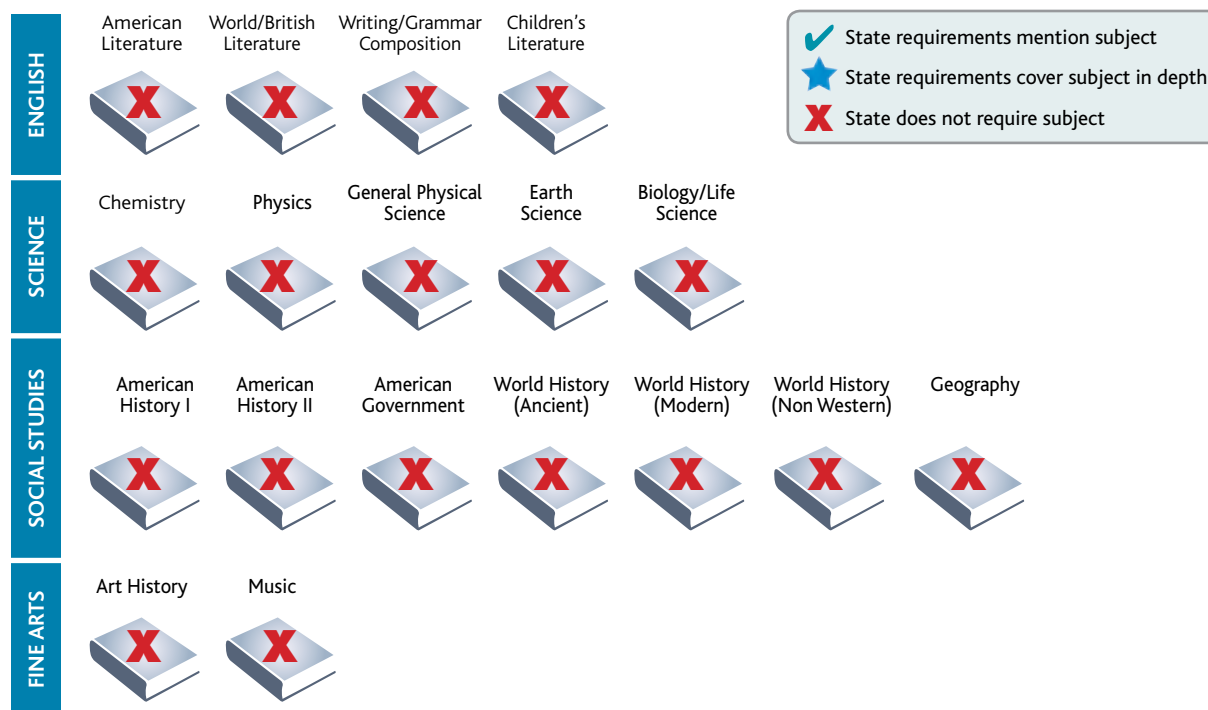 ENGLISH
American
Literature
World/British
Literature
Writing/Grammar
Composition
Children's
Literature
State requirements mention subject
State requirements cover subject in depth
State does not require subject
SCIENCE
Chemistry
Physics
General Physical
Science
Earth
Science
Biology/Life
Science
SOCIAL STUDIES
American
History I
American
History II
American
Government
World History
(Ancient)
World History
(Modern)
World History
(Non Western)
Geography
FINE ARTS
Art History
Music